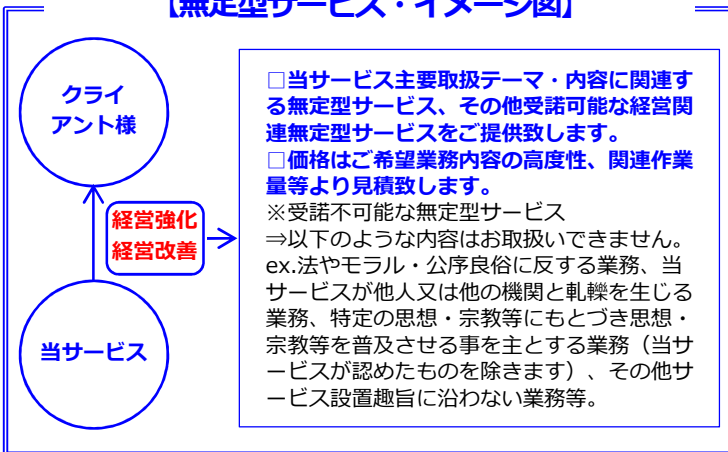 【無定型サービス・イメージ図】
クライ
アント様
経営強化
経営改善
当サービス
□当サービス主要取扱テーマ・内容に関連す
る無定型サービス、その他受諾可能な経営関
連無定型サービスをご提供致します。
□価格はご希望業務内容の高度性、関連作業
量等より見積致します。
※受諾不可能な無定型サービス
⇒以下のような内容はお取扱いできません。
ex.法やモラル・公序良俗に反する業務、当
サービスが他人又は他の機関と軋轢を生じる
業務、特定の思想・宗教等にもとづき思想・
宗教等を普及させる事を主とする業務（当サ
ービスが認めたものを除きます）、その他サ
ービス設置趣旨に沿わない業務等。